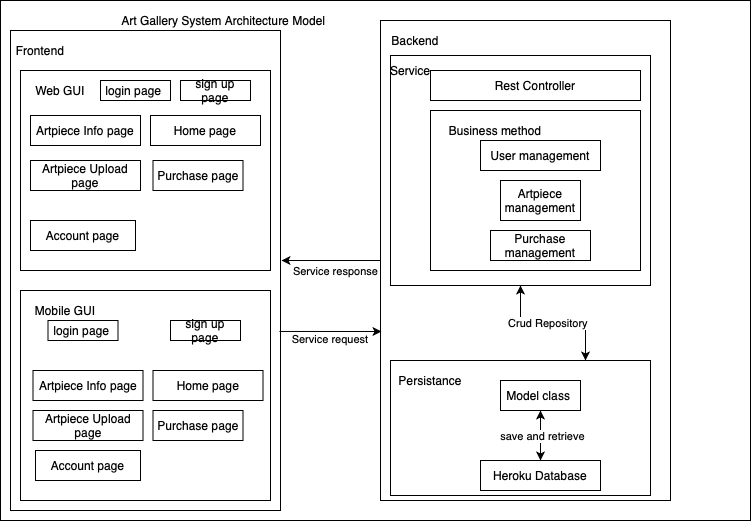 Art Gallery System Architecture Model
Frontend
Web GUI
login page
sign up
page
Artpiece Info page
Home page
Artpiece Upload
page
Purchase page
Account page
Mobile GUI
login page
sign up
page
Artpiece Info page
Home page
Artpiece Upload
page
Purchase page
Account page
Service response
Service request
Backend
Service
Rest Controller
Business method
User management
Artpiece
management
Purchase
management
Crud Repository
Persistance
Model class
save and retrieve
Heroku Database